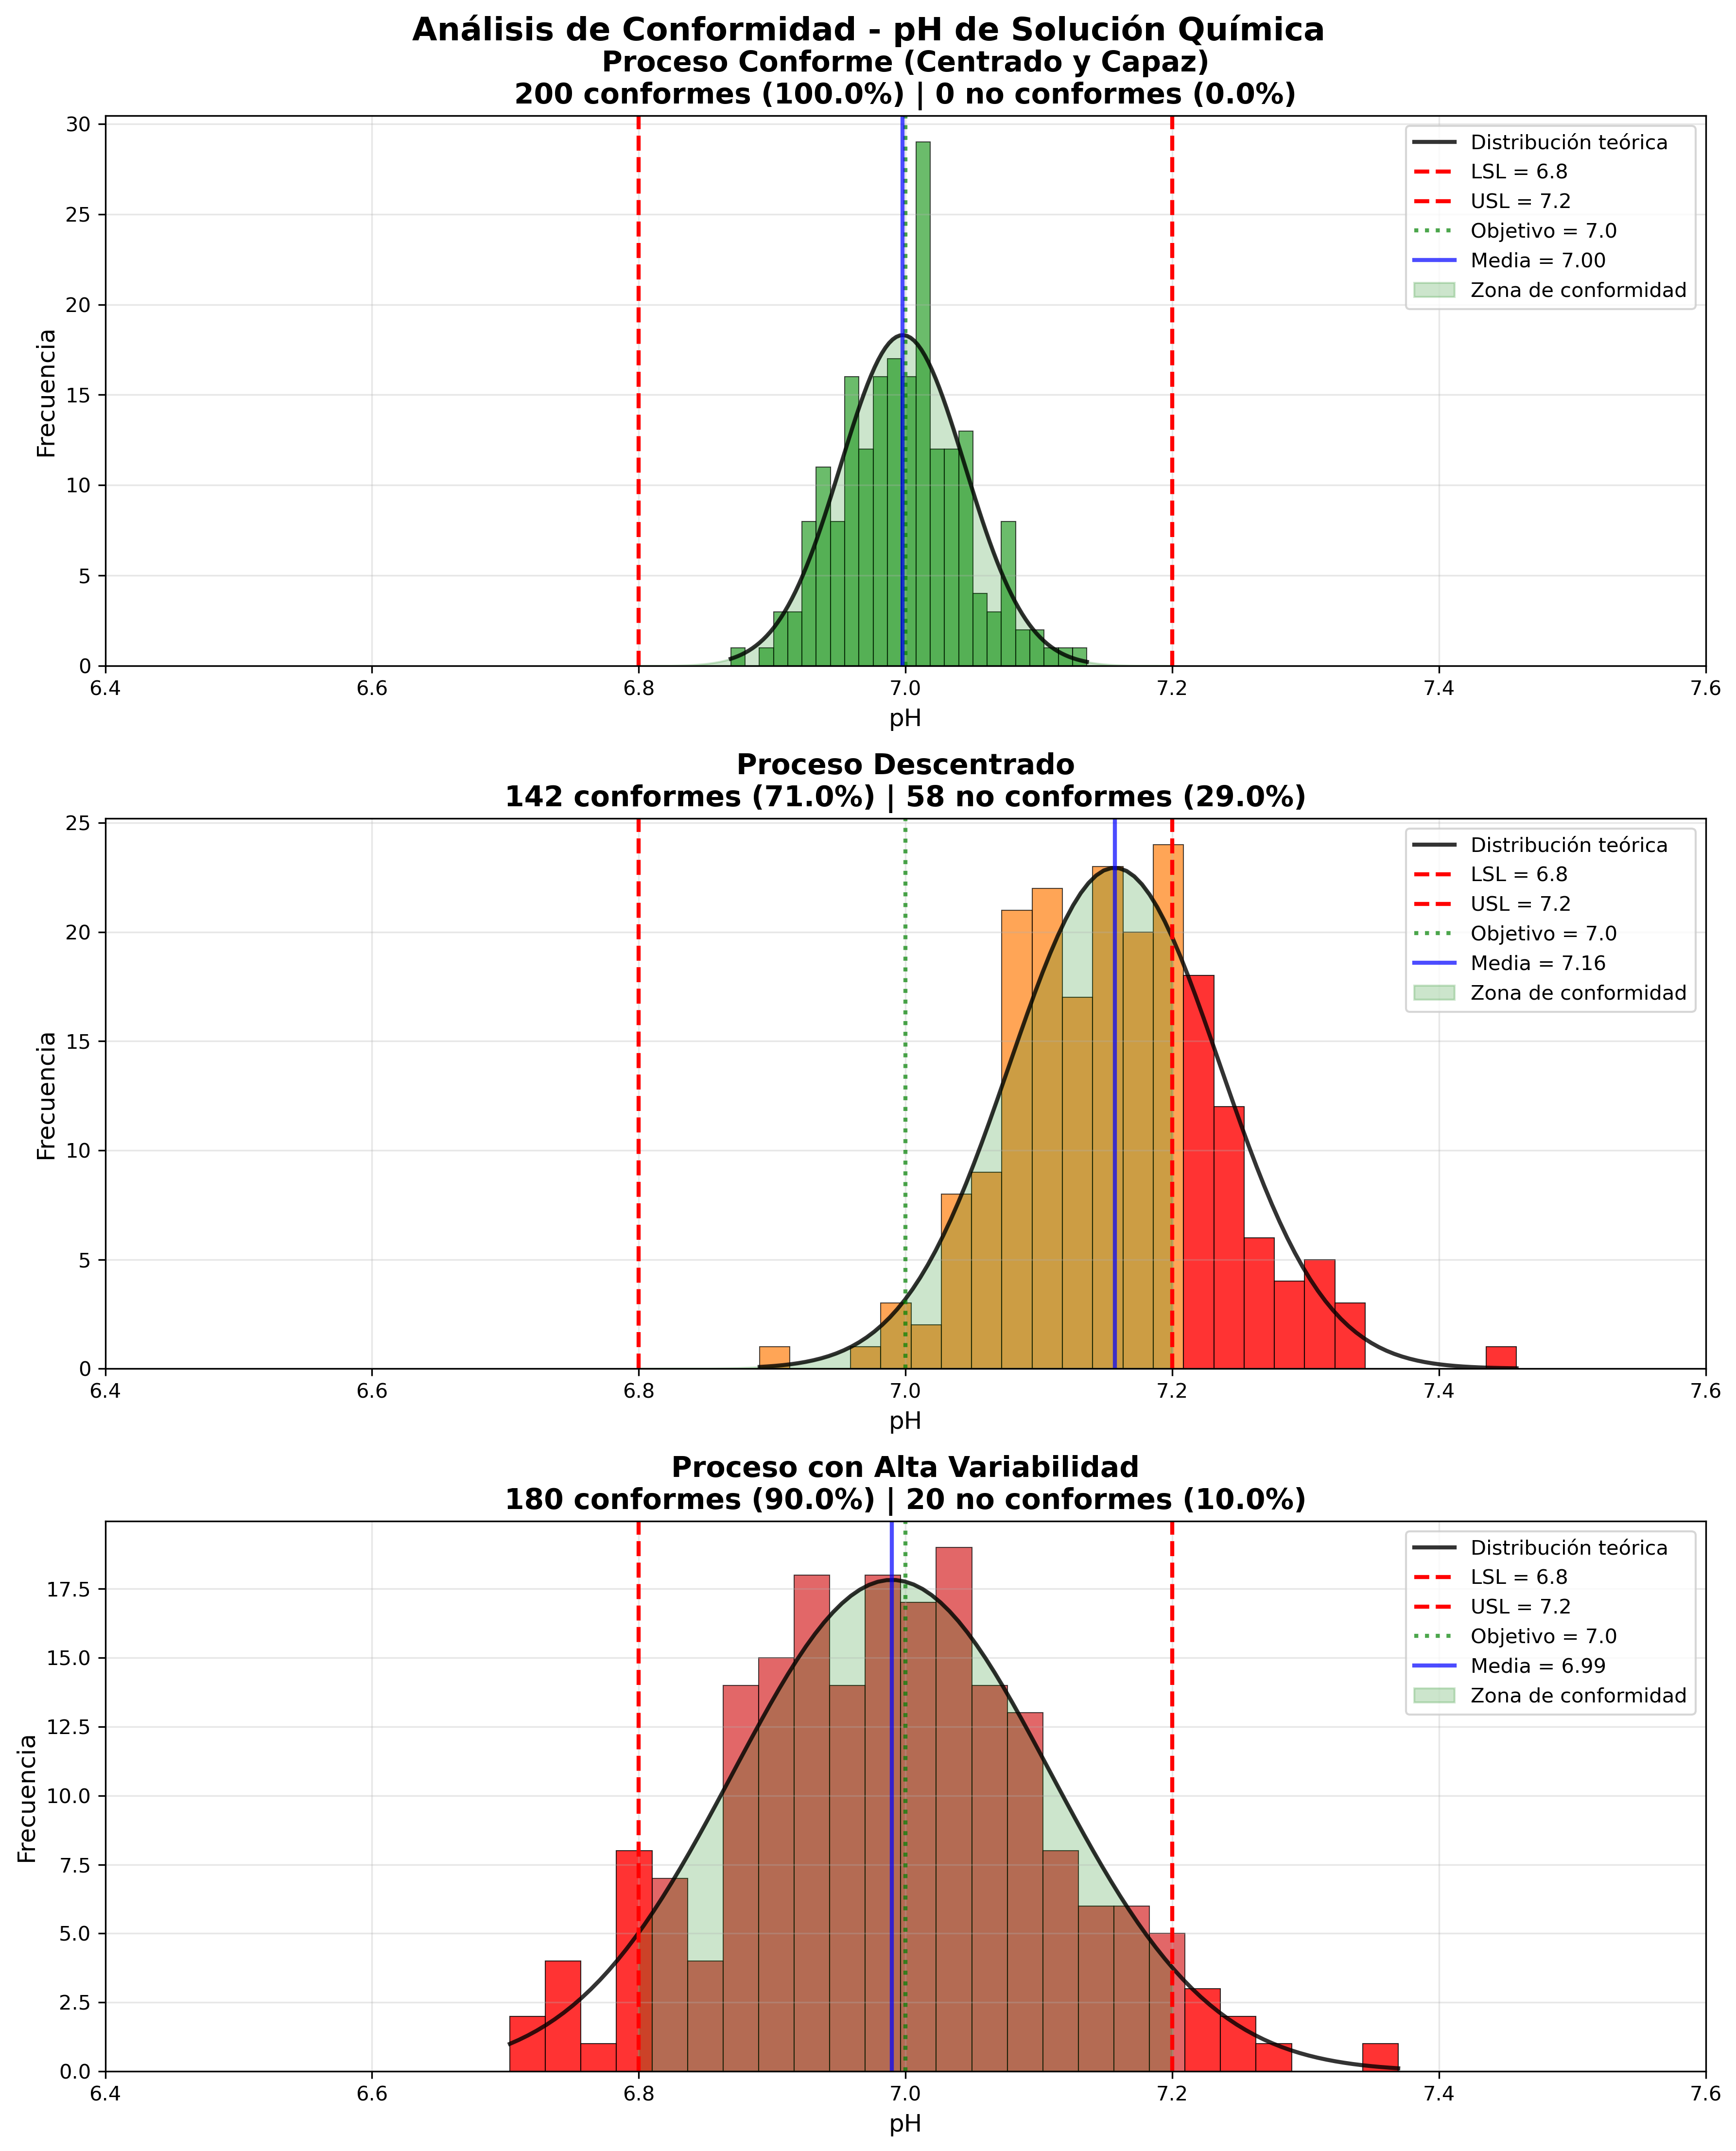 Análisis de Conformidad - pH de Solución Química
Proceso Conforme (Centrado y Capaz)
200 conformes (100.0%) | 0 no conformes (0.0%)
30
25
20
15
10
5
0
Frecuencia
Distribución teórica
LSL = 6.8
USL = 7.2
Objetivo = 7.0
Media = 7.00
Zona de conformidad
6.4 6.6 6.8 7.0 7.2 7.4 7.6
pH
Proceso Descentrado
142 conformes (71.0%) | 58 no conformes (29.0%)
25
20
15
10
5
0
Frecuencia
Distribución teórica
LSL = 6.8
USL = 7.2
Objetivo = 7.0
Media = 7.16
Zona de conformidad
6.4 6.6 6.8 7.0 7.2 7.4 7.6
pH
Proceso con Alta Variabilidad
180 conformes (90.0%) | 20 no conformes (10.0%)
17.5
15.0
12.5
10.0
7.5
5.0
2.5
0.0
Frecuencia
Distribución teórica
LSL = 6.8
USL = 7.2
Objetivo = 7.0
Media = 6.99
Zona de conformidad
6.4 6.6 6.8 7.0 7.2 7.4 7.6
pH